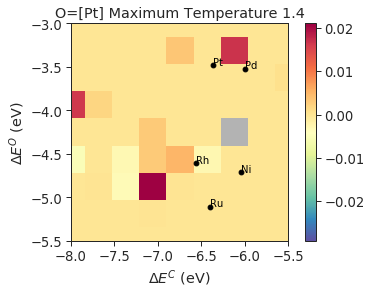 O=[Pt] Maximum Temperature 1.4
−3.0
−3.5
−4.0
−4.5
−5.0
−5.5
ΔE^O (eV)
Pt
Pd
Rh
Ni
Ru
−8.0 −7.5 −7.0 −6.5 −6.0 −5.5
ΔE^C (eV)
0.02
0.01
0.00
−0.01
−0.02